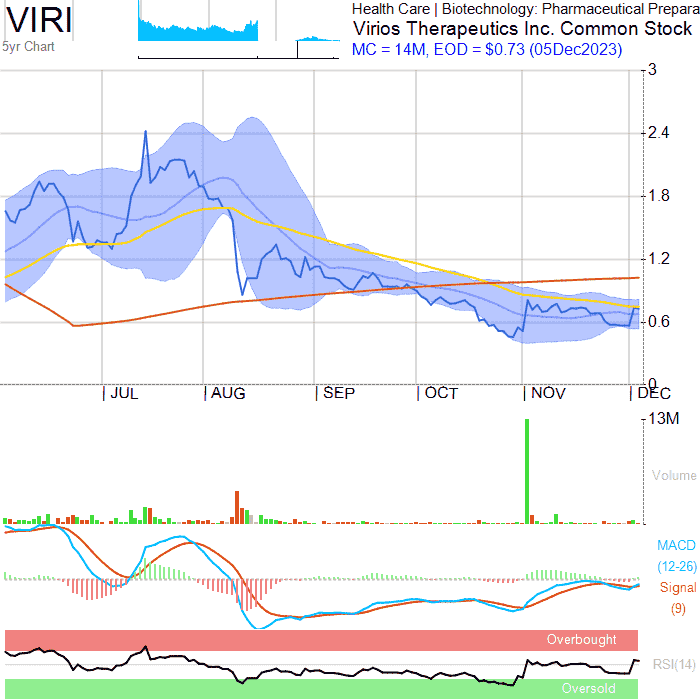 VIRI
5yr Chart
Health Care | Biotechnology: Pharmaceutical Prepara
Virios Therapeutics Inc. Common Stock
MC = 14M, EOD = $0.73 (05Dec2023)
3
2.4
1.8
1.2
0.6
0
| JUL | AUG | SEP | OCT | NOV | DEC
13M
Volume
MACD
(12-26)
Signal
(9)
Overbought
RSI(14)
Oversold